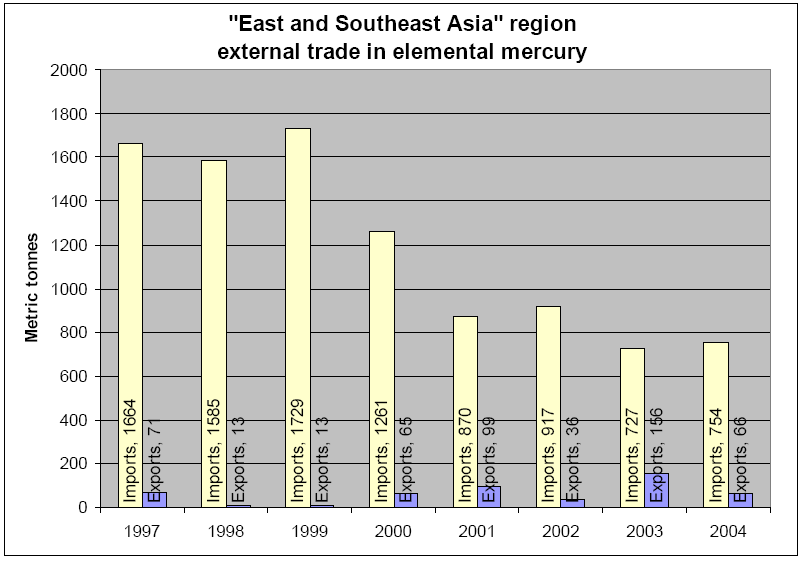 "East and Southeast Asia" region
external trade in elemental mercury
Metric tonnes
2000
1800
1600
1400
1200
1000
800
600
400
200
0
Imports, 1664
Exports, 71
Imports, 1585
Exports, 13
Imports, 1729
Exports, 13
Imports, 1261
Exports, 65
Imports, 870
Exports, 99
Imports, 917
Exports, 36
Imports, 727
Exports, 156
Imports, 754
Exports, 66
1997 1998 1999 2000 2001 2002 2003 2004